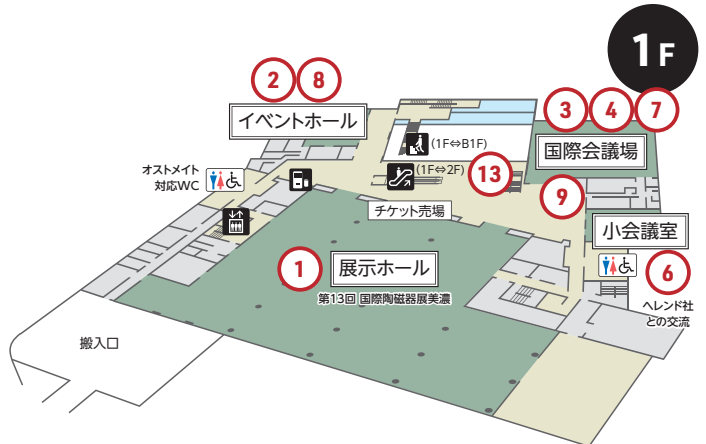 1F
2 8
3 4 7
イベントホール
国際会議場
(1F⇔B1F)
オストメイト
対応WC
(1F⇔2F)
13
9
チケット売場
小会議室
1
展示ホール
6
第13回 国際陶磁器展美濃
ヘレンド社
との交流
搬入口